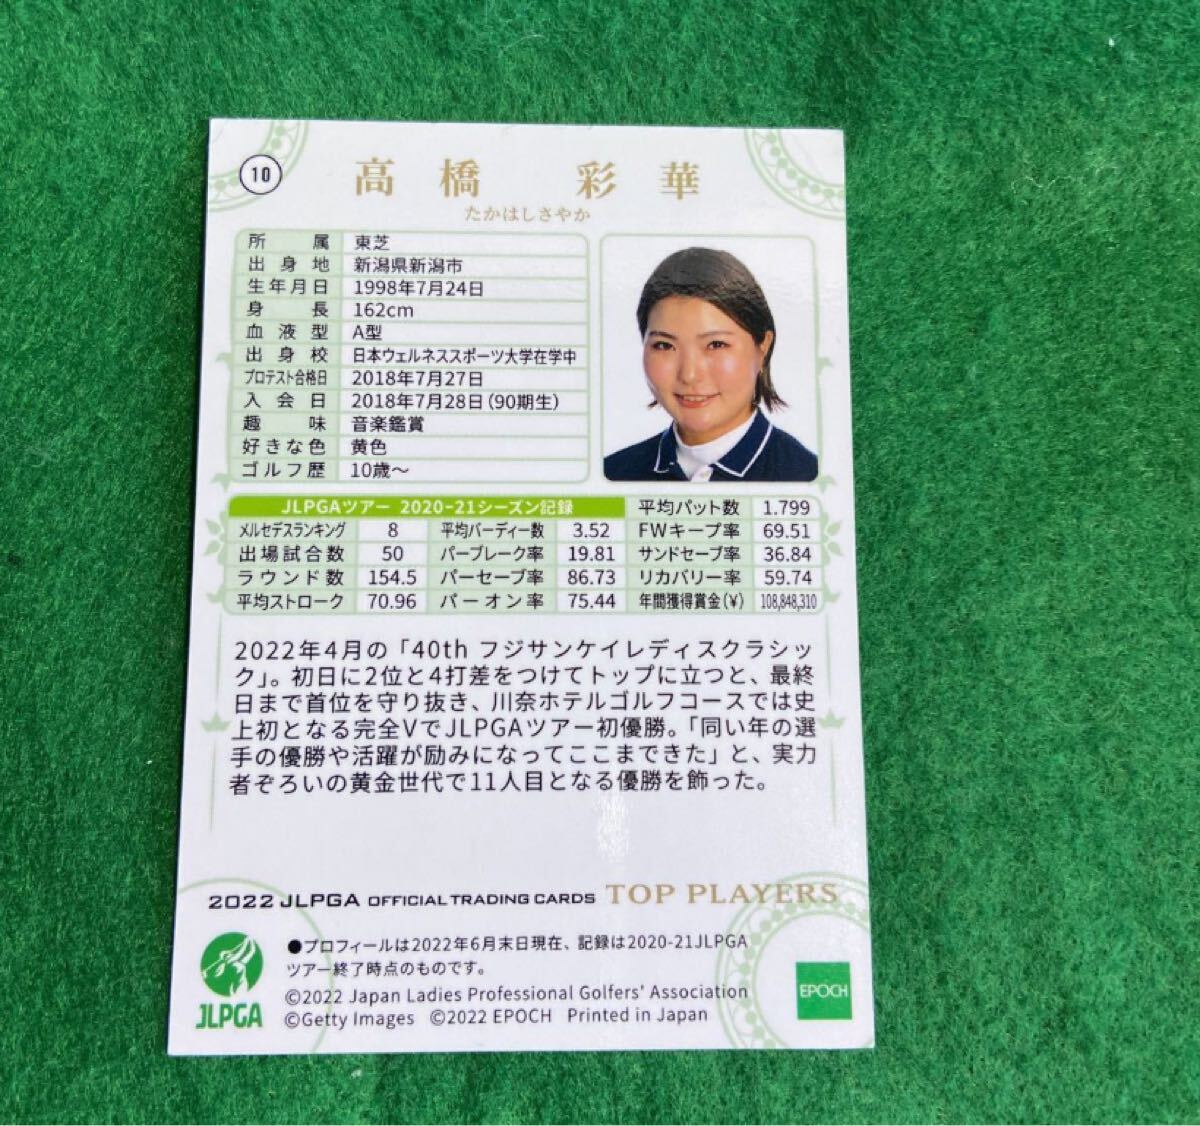 10
高橋 彩華
たかはしさやか
所属 東芝
出身地 新潟県新潟市
生年月日 1998年7月24日
身長 162cm
血液型 A型
出身校 日本ウェルネススポーツ大学在学中
プロテスト合格日 2018年7月27日
入会日 2018年7月28日(90期生)
趣味 音楽鑑賞
好きな色 黄色
ゴルフ歴 10歳～
JLPGAツアー 2020-21シーズン記録 平均パット数 1.799
メルセデスランキング 8 平均バーディー数 3.52 FWキープ率 69.51
出場試合数 50 パーブレーク率 19.81 サンドセーブ率 36.84
ラウンド数 154.5 パーセーブ率 86.73 リカバリー率 59.74
平均ストローク 70.96 パーオン率 75.44 年間獲得賞金(¥) 108,848,310
2022年4月の「40th フジサンケイレディスクラシッ
ク」。初日に2位と4打差をつけてトップに立つと、最終
日まで首位を守り抜き、川奈ホテルゴルフコースでは史
上初となる完全VでJLPGAツアー初優勝。「同い年の選
手の優勝や活躍が励みになってここまできた」と、実力
者ぞろいの黄金世代で11人目となる優勝を飾った。
2022 JLPGA OFFICIAL TRADING CARDS TOP PLAYERS
●プロフィールは2022年6月末日現在、記録は2020-21JLPGA
ツアー終了時点のものです。
©2022 Japan Ladies Professional Golfers' Association
©Getty Images ©2022 EPOCH Printed in Japan
JLPGA
EPOCH